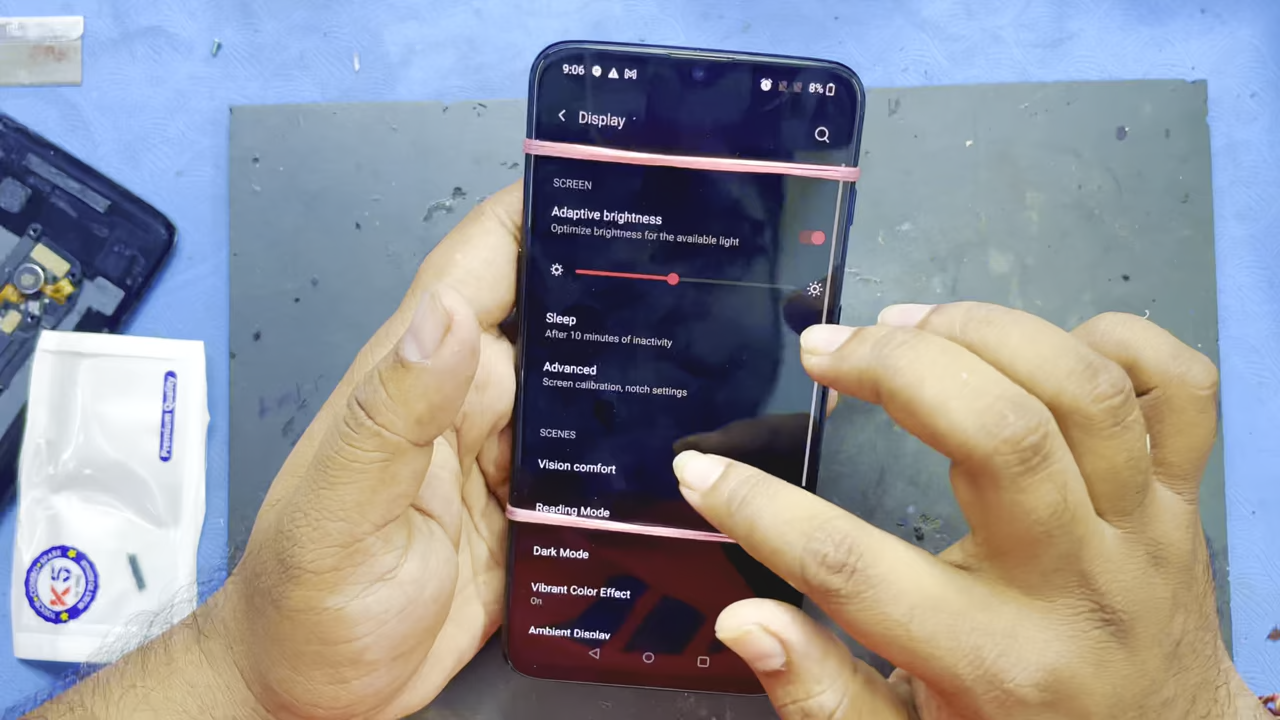 9:06
8%
Display
SCREEN
Adaptive brightness
Optimize brightness for the available light
Sleep
After 10 minutes of inactivity
Advanced
Screen calibration, notch settings
SCENES
Vision comfort
Reading Mode
Dark Mode
Vibrant Color Effect
On
Ambient Display
Premium Quality
K5